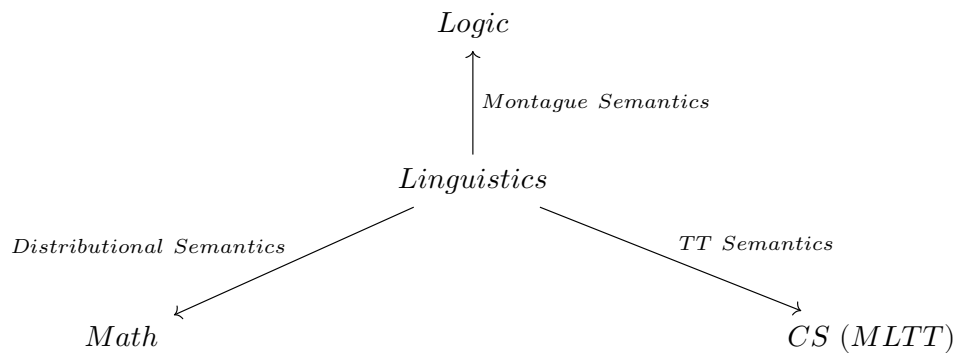 Logic
Montague Semantics
Linguistics
Distributional Semantics
TT Semantics
Math
CS (MLTT)